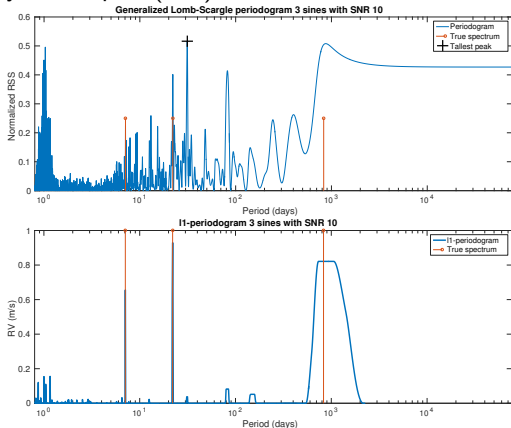 Generalized Lomb-Scargle periodogram 3 sines with SNR 10
0.6
0.5
0.4
0.3
0.2
0.1
0
Normalized RSS
Periodogram
True spectrum
Tallest peak
10^0
10^1
10^2
10^3
10^4
Period (days)
l1-periodogram 3 sines with SNR 10
1
0.8
0.6
0.4
0.2
0
RV (m/s)
l1-periodogram
True spectrum
10^0
10^1
10^2
10^3
10^4
Period (days)